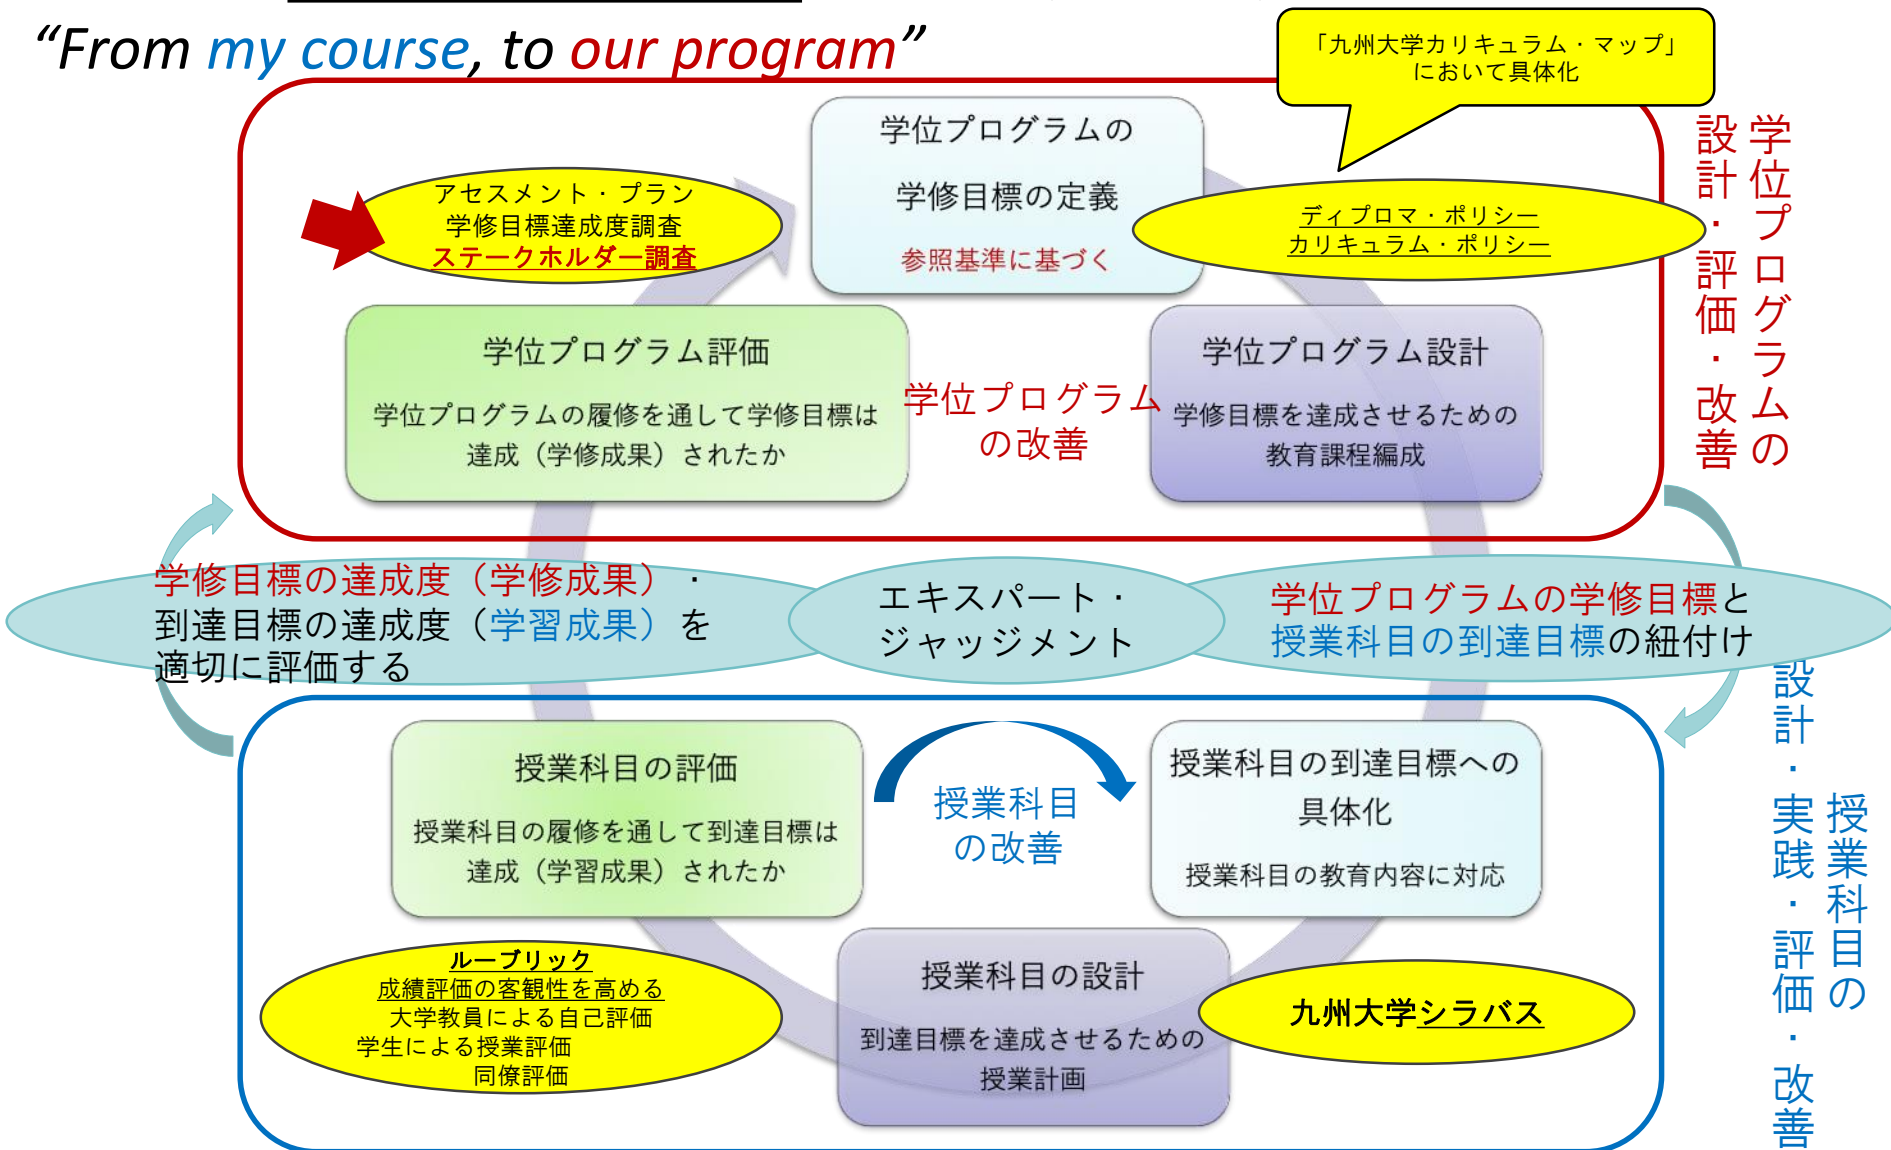 “From my course, to our program”
「九州大学カリキュラム・マップ」
において具体化
学位プログラムの
学修目標の定義
参照基準に基づく
アセスメント・プラン
学修目標達成度調査
ステークホルダー調査
ディプロマ・ポリシー
カリキュラム・ポリシー
学位プログラムの
設計・評価・改善
学位プログラム評価
学位プログラムの履修を通して学修目標は
達成（学修成果）されたか
学位プログラム
の改善
学位プログラム設計
学修目標を達成させるための
教育課程編成
学修目標の達成度（学修成果）・
到達目標の達成度（学習成果）を
適切に評価する
エキスパート・
ジャッジメント
学位プログラムの学修目標と
授業科目の到達目標の紐付け
授業科目の
設計・実践・評価・改善
授業科目の評価
授業科目の履修を通して到達目標は
達成（学習成果）されたか
授業科目
の改善
授業科目の到達目標への
具体化
授業科目の教育内容に対応
ルーブリック
成績評価の客観性を高める
大学教員による自己評価
学生による授業評価
同僚評価
授業科目の設計
到達目標を達成させるための
授業計画
九州大学シラバス